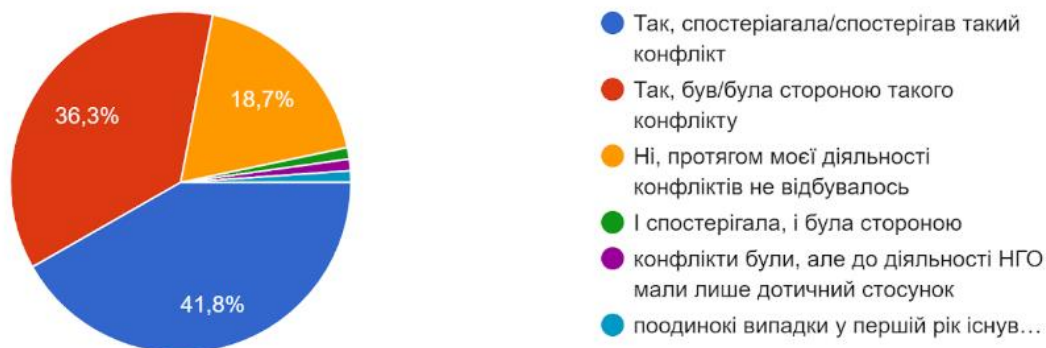 36,3%
18,7%
41,8%
Так, спостеріагала/спостерігав такий
конфлікт
Так, був/була стороною такого
конфлікту
Ні, протягом моєї діяльності
конфліктів не відбувалось
І спостерігала, і була стороною
конфлікти були, але до діяльності НГО
мали лише дотичний стосунок
поодинокі випадки у першій рік існув…